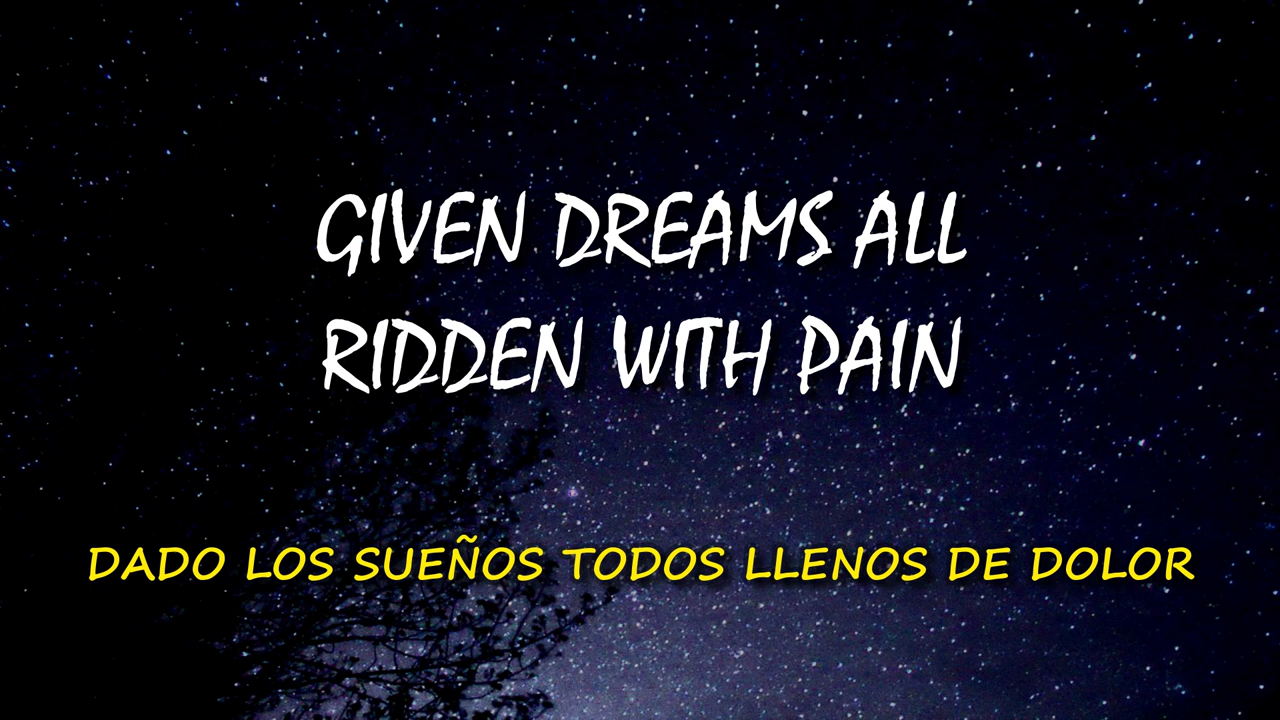 GIVEN DREAMS ALL
RIDDEN WITH PAIN
DADO LOS SUEÑOS TODOS LLENOS DE DOLOR